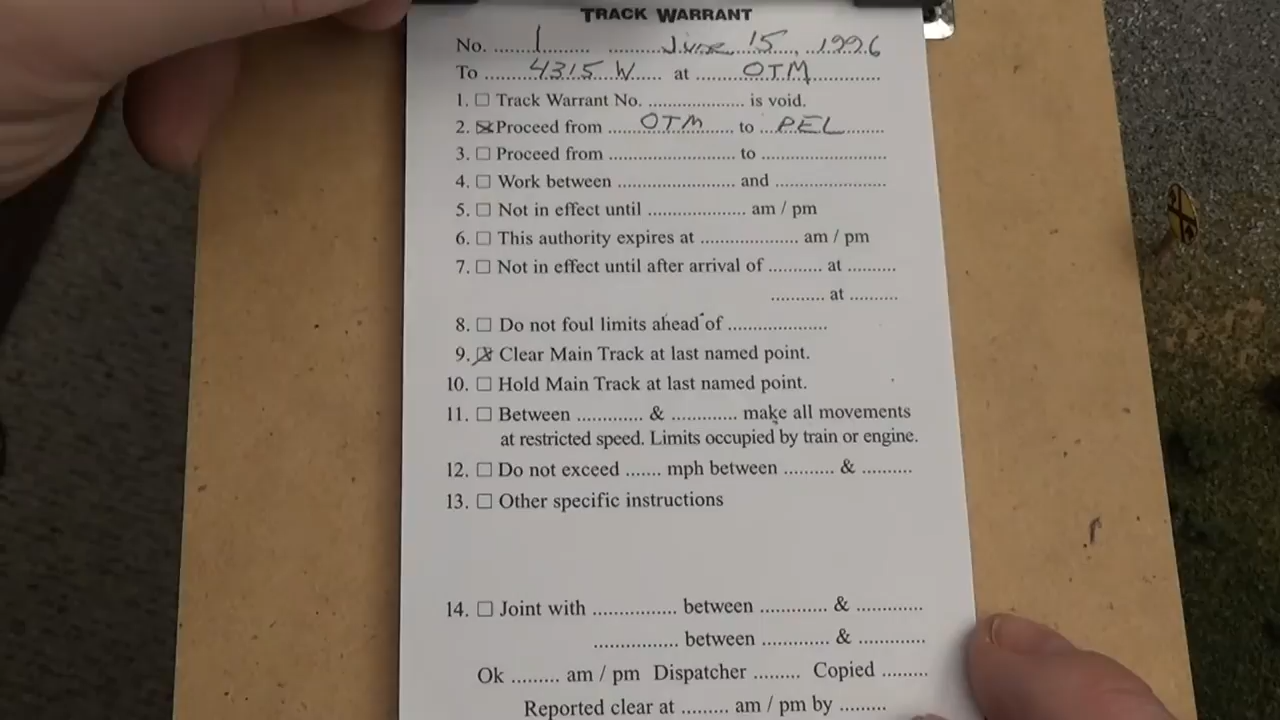 TRACK WARRANT
No. ......1......... ..........June...15...., ..1996
To .........4315 W...... at .........OTM..............
1. ☐ Track Warrant No. ................... is void.
2. ☒ Proceed from .......OTM...... to ...PEL.........
3. ☐ Proceed from ......................... to .........................
4. ☐ Work between ....................... and ......................
5. ☐ Not in effect until ................... am / pm
6. ☐ This authority expires at ................... am / pm
7. ☐ Not in effect until after arrival of .......... at .........
.......... at .........
8. ☐ Do not foul limits ahead of ...................
9. ☒ Clear Main Track at last named point.
10. ☐ Hold Main Track at last named point.
11. ☐ Between ............. & ............. make all movements
at restricted speed. Limits occupied by train or engine.
12. ☐ Do not exceed ....... mph between ......... & .........
13. ☐ Other specific instructions
14. ☐ Joint with ................ between ............ & ............
................ between ............ & ............
Ok ......... am / pm Dispatcher ......... Copied .........
Reported clear at ......... am / pm by .........